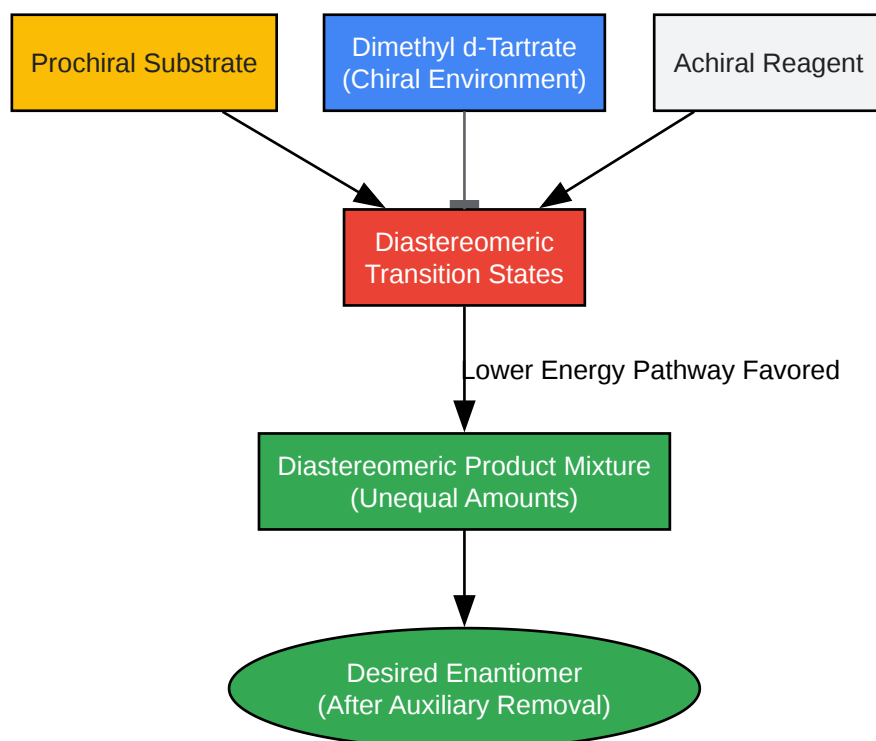 Prochiral Substrate
Dimethyl d-Tartrate
(Chiral Environment)
Achiral Reagent
Diastereomeric
Transition States
Lower Energy Pathway Favored
Diastereomeric Product Mixture
(Unequal Amounts)
Desired Enantiomer
(After Auxiliary Removal)